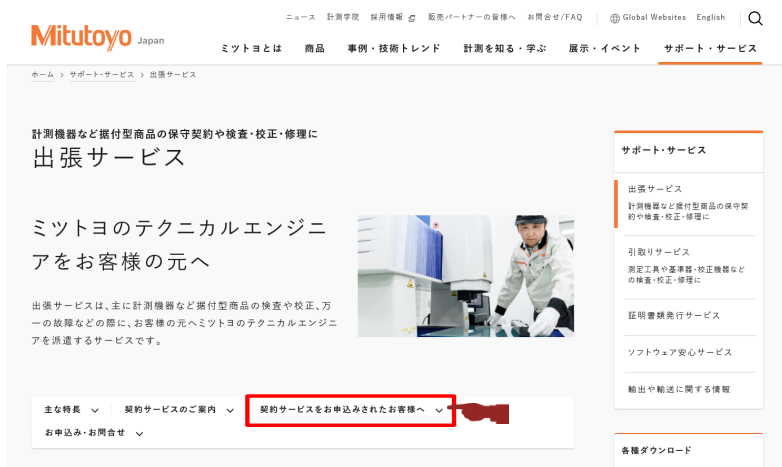 ニュース 計測学院 採用情報 販売パートナーの皆様へ お問合せ/FAQ Global Websites English
Mitutoyo Japan
ミツトヨとは 商品 事例・技術トレンド 計測を知る・学ぶ 展示・イベント サポート・サービス
ホーム > サポート・サービス > 出張サービス
計測機器など据付型商品の保守契約や検査・校正・修理に
出張サービス
ミツトヨのテクニカルエンジニ
アをお客様の元へ
出張サービスは、主に計測機器など据付型商品の検査や校正、万
一の故障などの際に、お客様の元へミツトヨのテクニカルエンジニ
アを派遣するサービスです。
主な特長 契約サービスのご案内 契約サービスをお申込みされたお客様へ
お申込み・お問合せ
サポート・サービス
出張サービス
計測機器など据付型商品の保守契
約や検査・校正・修理に
引取りサービス
測定工具や基準器・校正機器など
の検査・校正・修理に
証明書類発行サービス
ソフトウェア安心サービス
輸出や輸送に関する情報
各種ダウンロード